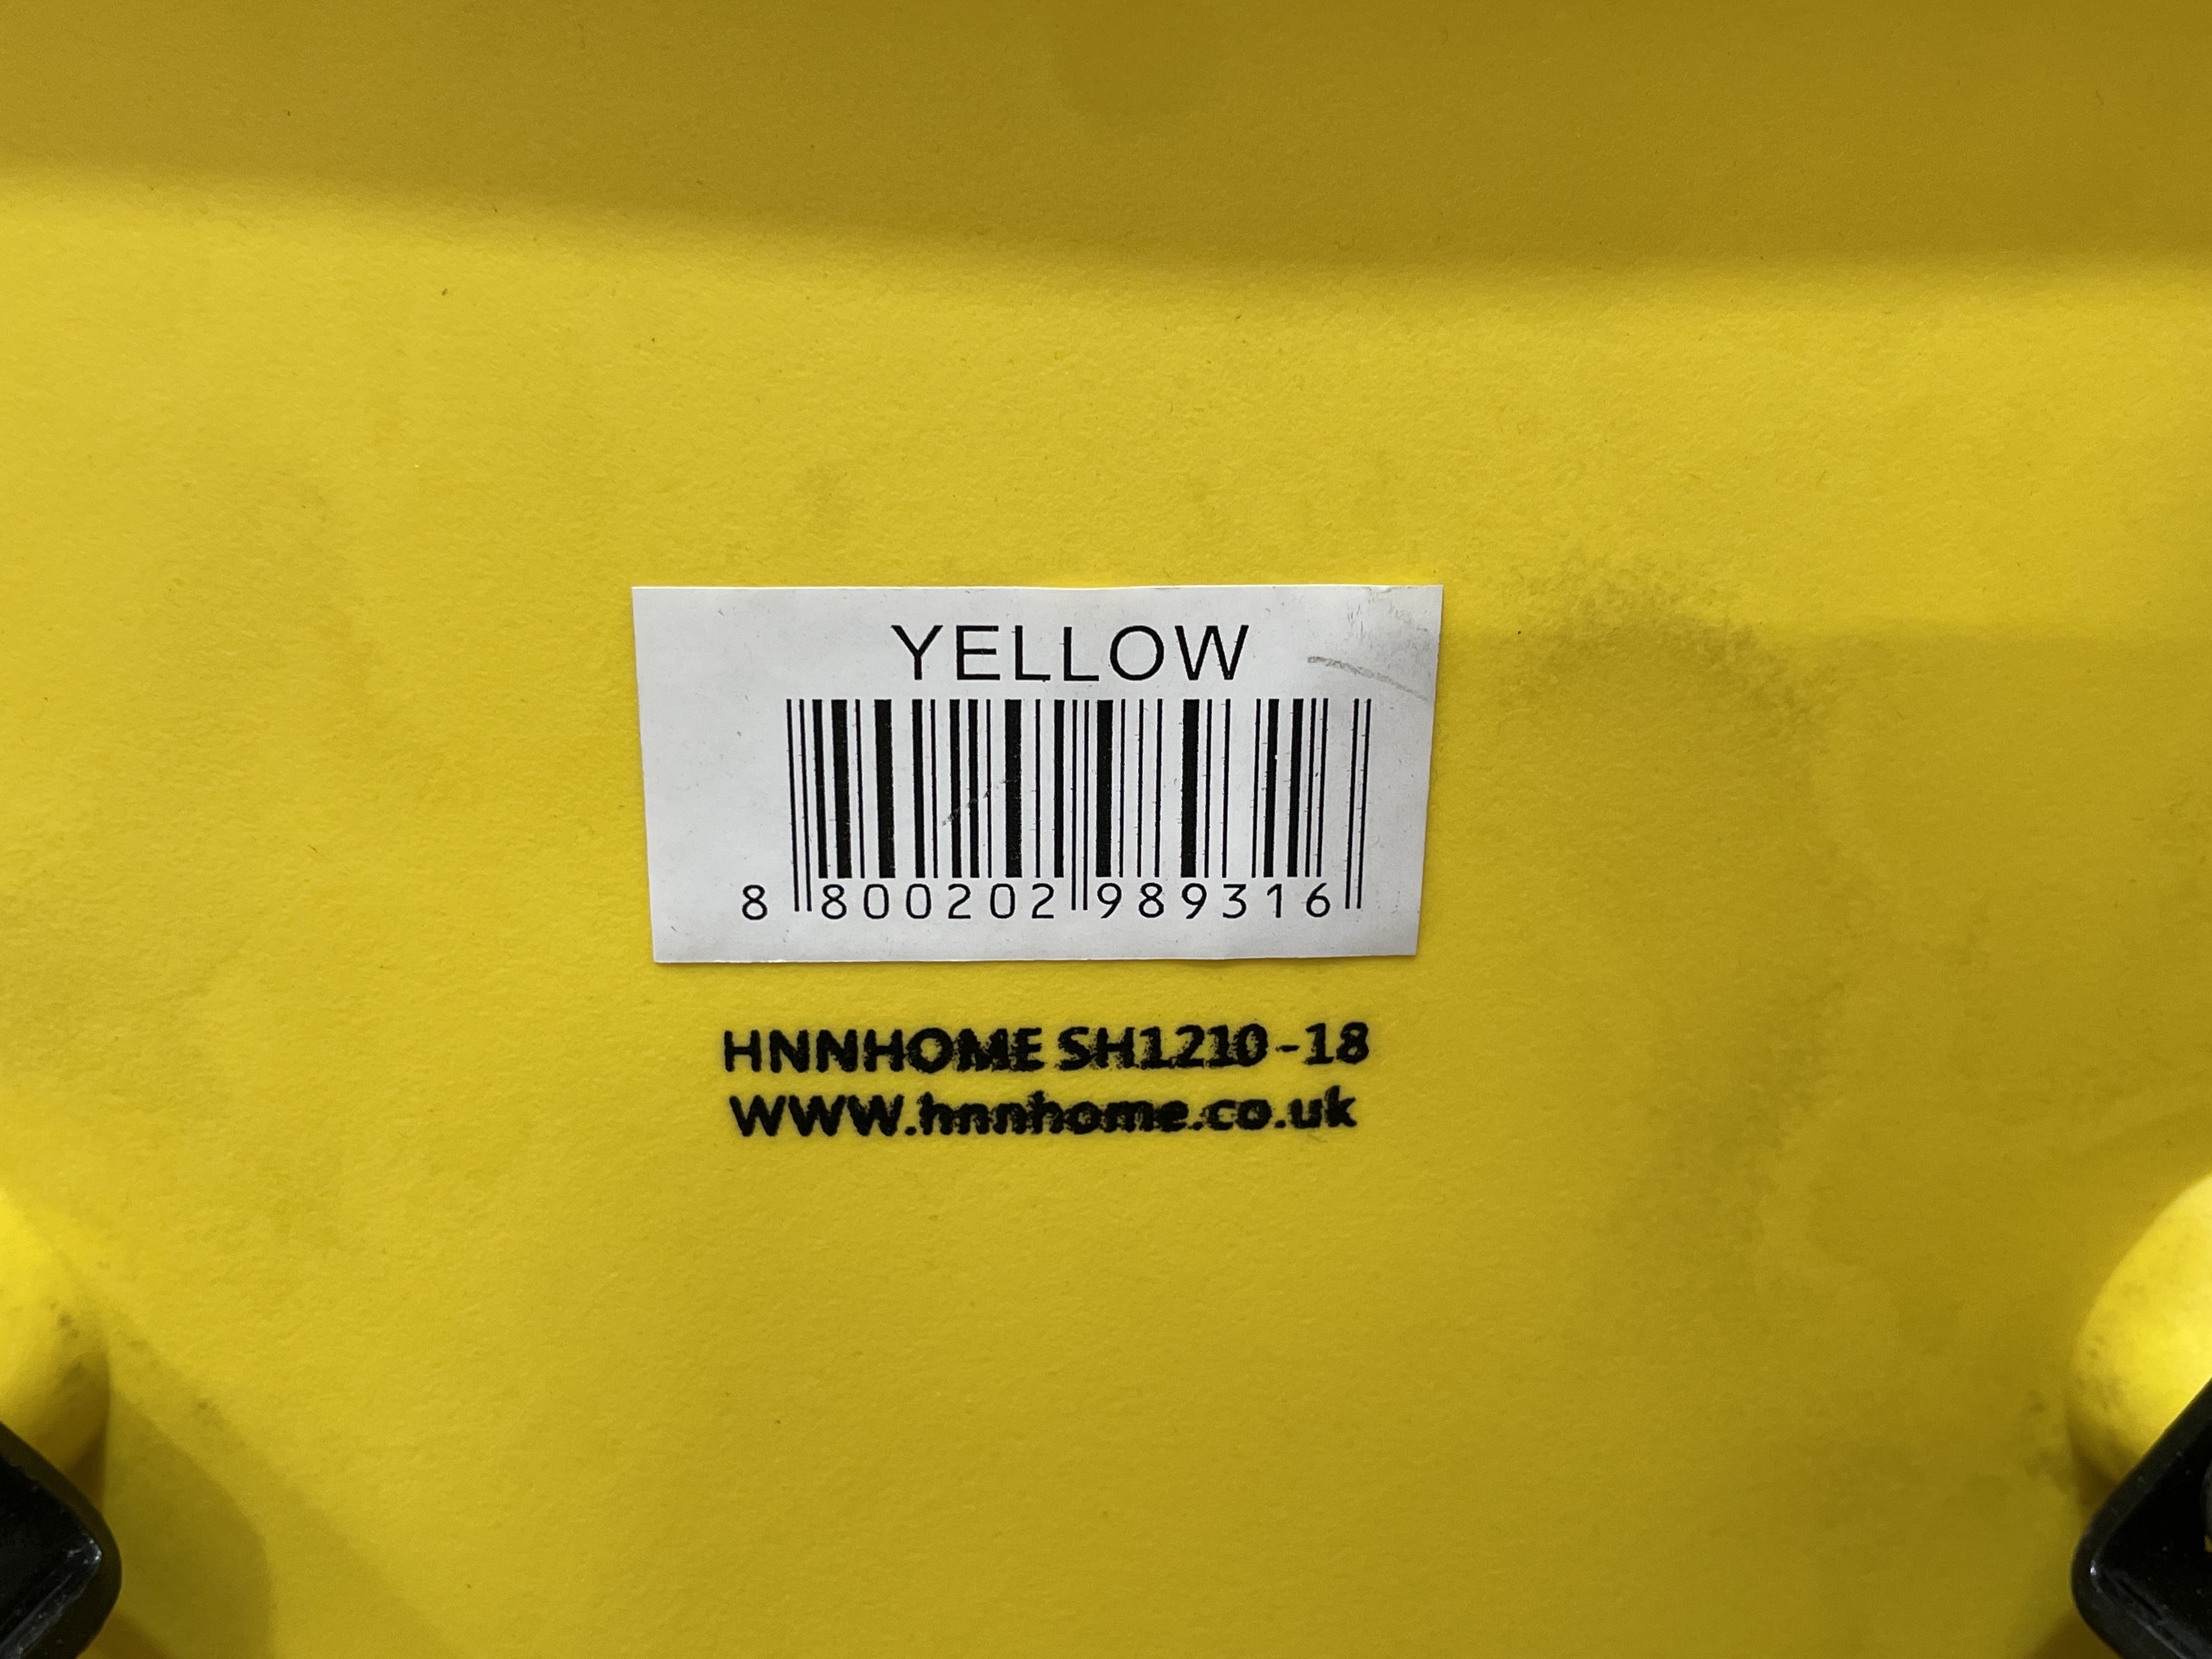 YELLOW
8 800202 989316
HNNHOME SH1210-18
WWW.hnnhome.co.uk